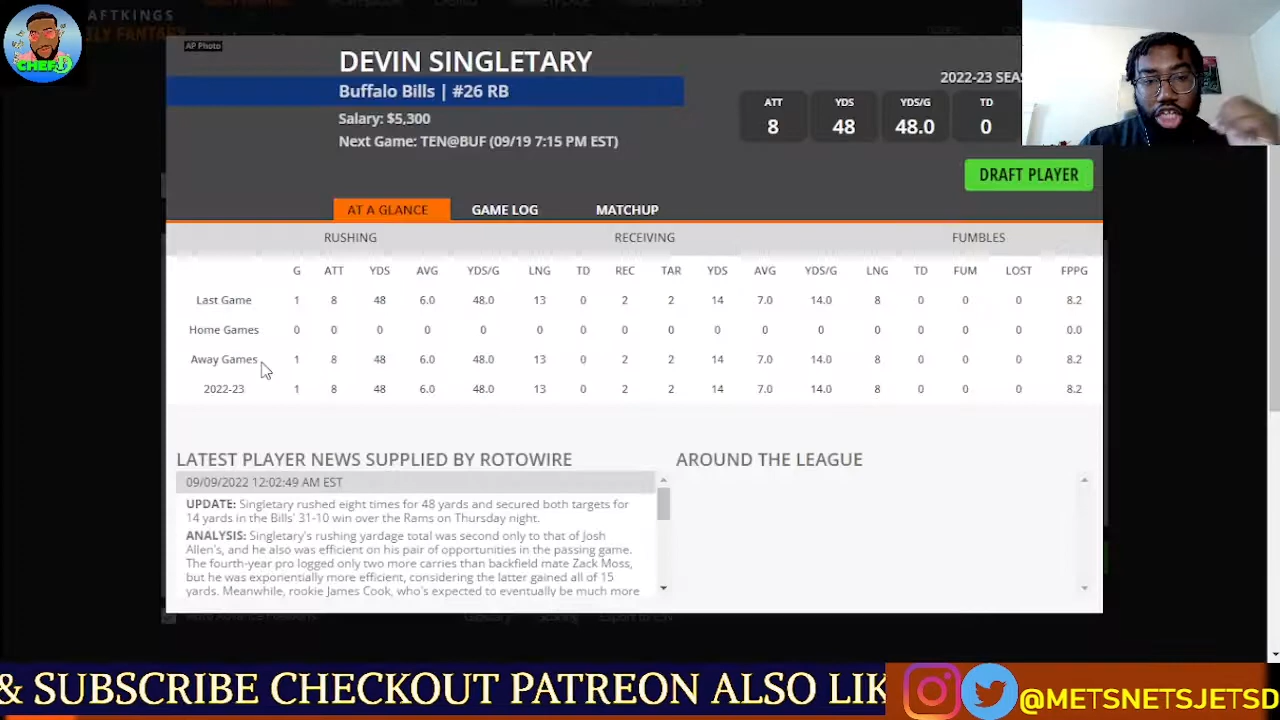 AFTKINGS
ILY FANTASY
CHEF
AP Photo
DEVIN SINGLETARY
Buffalo Bills | #26 RB
Salary: $5,300
Next Game: TEN@BUF (09/19 7:15 PM EST)
2022-23 SEA
ATT YDS YDS/G TD
8 48 48.0 0
DRAFT PLAYER
AT A GLANCE GAME LOG MATCHUP
RUSHING RECEIVING FUMBLES
G ATT YDS AVG YDS/G LNG TD REC TAR YDS AVG YDS/G LNG TD FUM LOST FPPG
Last Game 1 8 48 6.0 48.0 13 0 2 2 14 7.0 14.0 8 0 0 0 8.2
Home Games 0 0 0 0 0 0 0 0 0 0 0 0 0 0 0 0 0.0
Away Games 1 8 48 6.0 48.0 13 0 2 2 14 7.0 14.0 8 0 0 0 8.2
2022-23 1 8 48 6.0 48.0 13 0 2 2 14 7.0 14.0 8 0 0 0 8.2
LATEST PLAYER NEWS SUPPLIED BY ROTOWIRE
09/09/2022 12:02:49 AM EST
UPDATE: Singletary rushed eight times for 48 yards and secured both targets for
14 yards in the Bills' 31-10 win over the Rams on Thursday night.
ANALYSIS: Singletary's rushing yardage total was second only to that of Josh
Allen's, and he also was efficient on his pair of opportunities in the passing game.
The fourth-year pro logged only two more carries than backfield mate Zack Moss,
but he was exponentially more efficient, considering the latter gained all of 15
yards. Meanwhile, rookie James Cook, who's expected to eventually be much more
AROUND THE LEAGUE
& SUBSCRIBE CHECKOUT PATREON ALSO LIK
@METSNETSJETSD